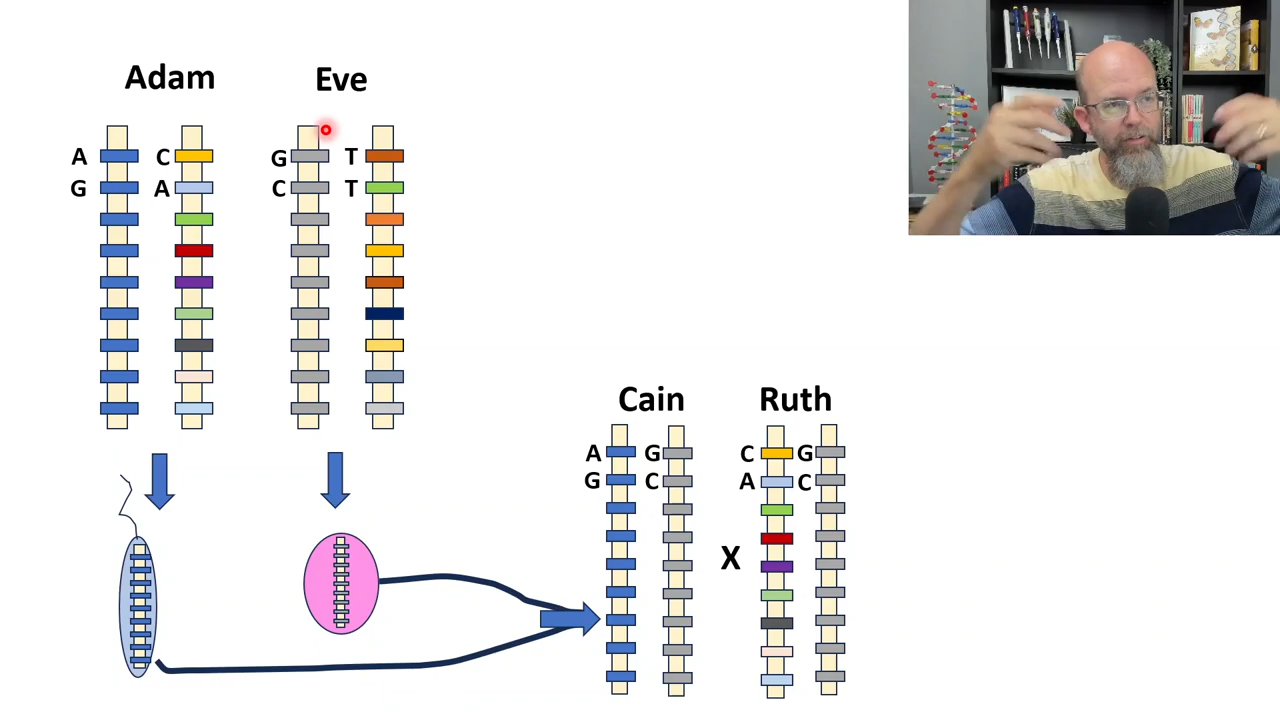 Adam Eve
A C G T
G A C T
Cain Ruth
A G C G
G C A C
X